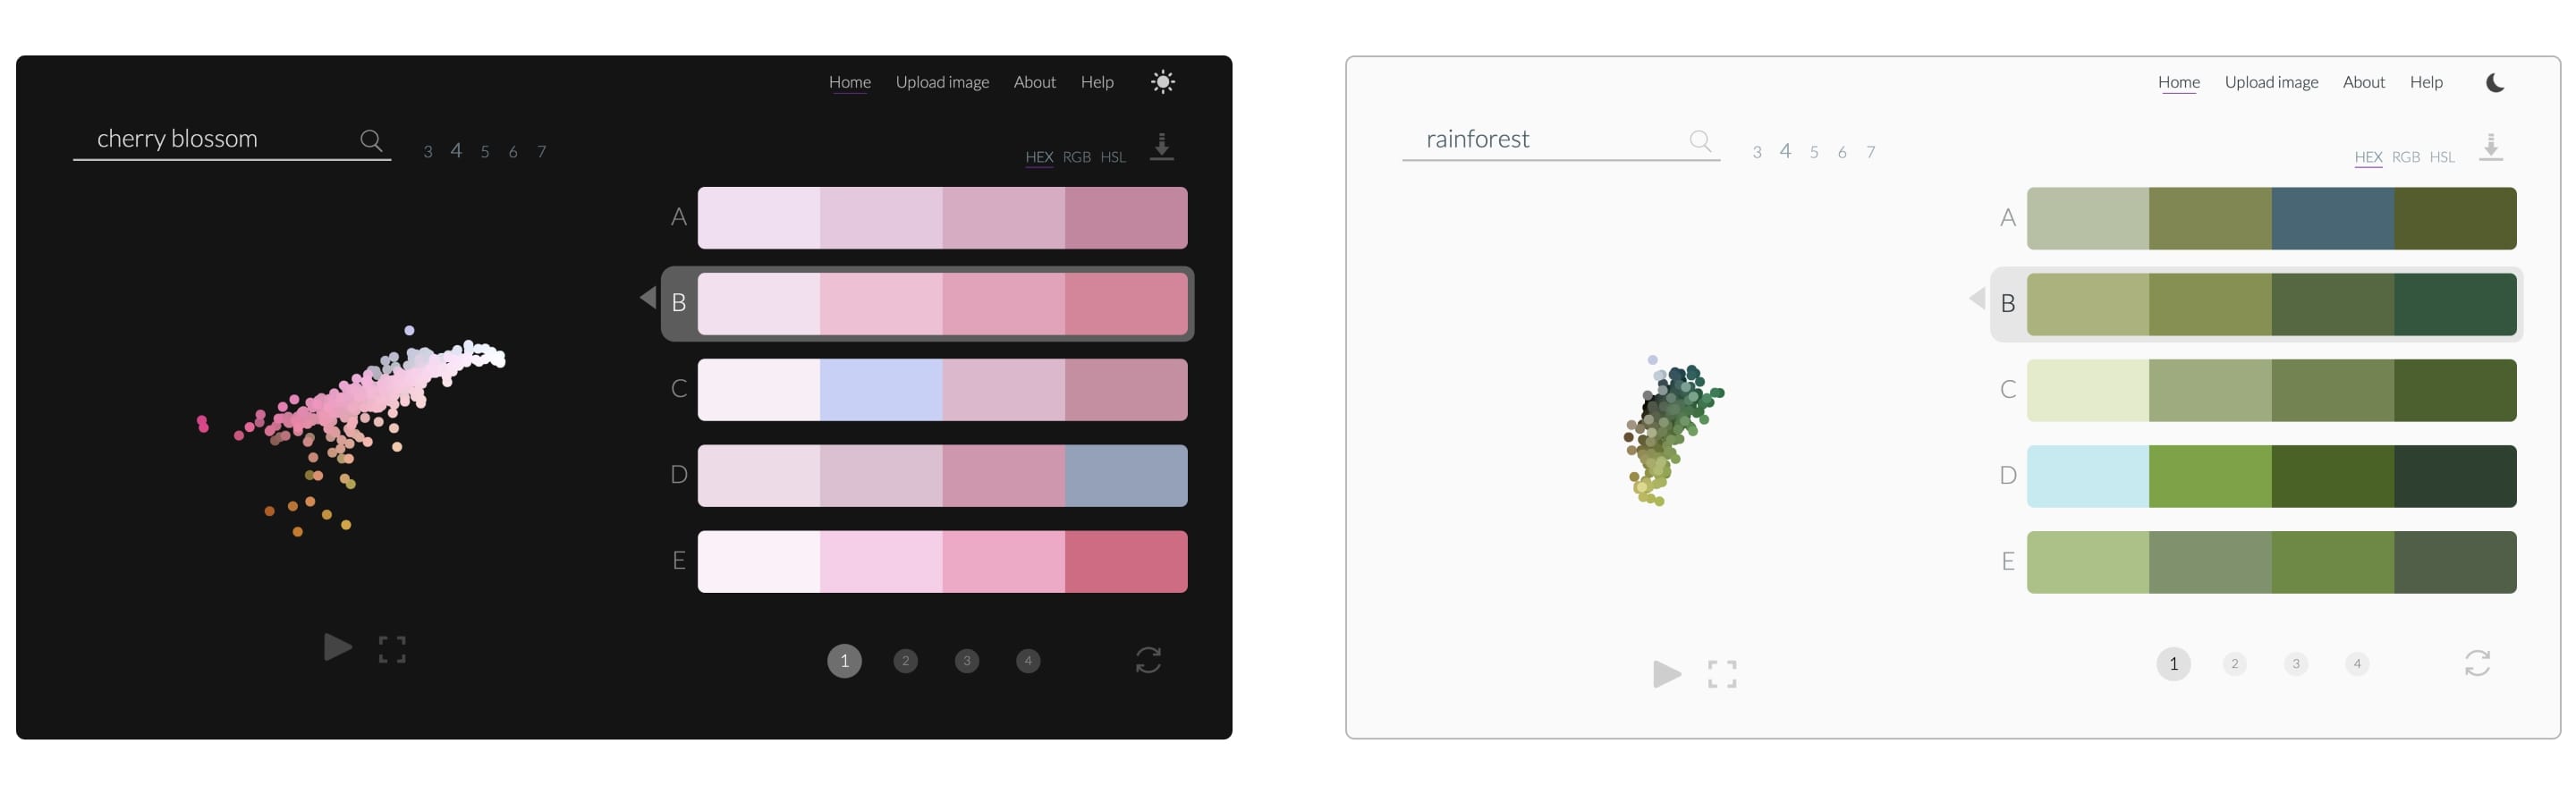 Home Upload image About Help
cherry blossom
3 4 5 6 7
HEX RGB HSL
A
B
C
D
E
1 2 3 4
Home Upload image About Help
rainforest
3 4 5 6 7
HEX RGB HSL
A
B
C
D
E
1 2 3 4